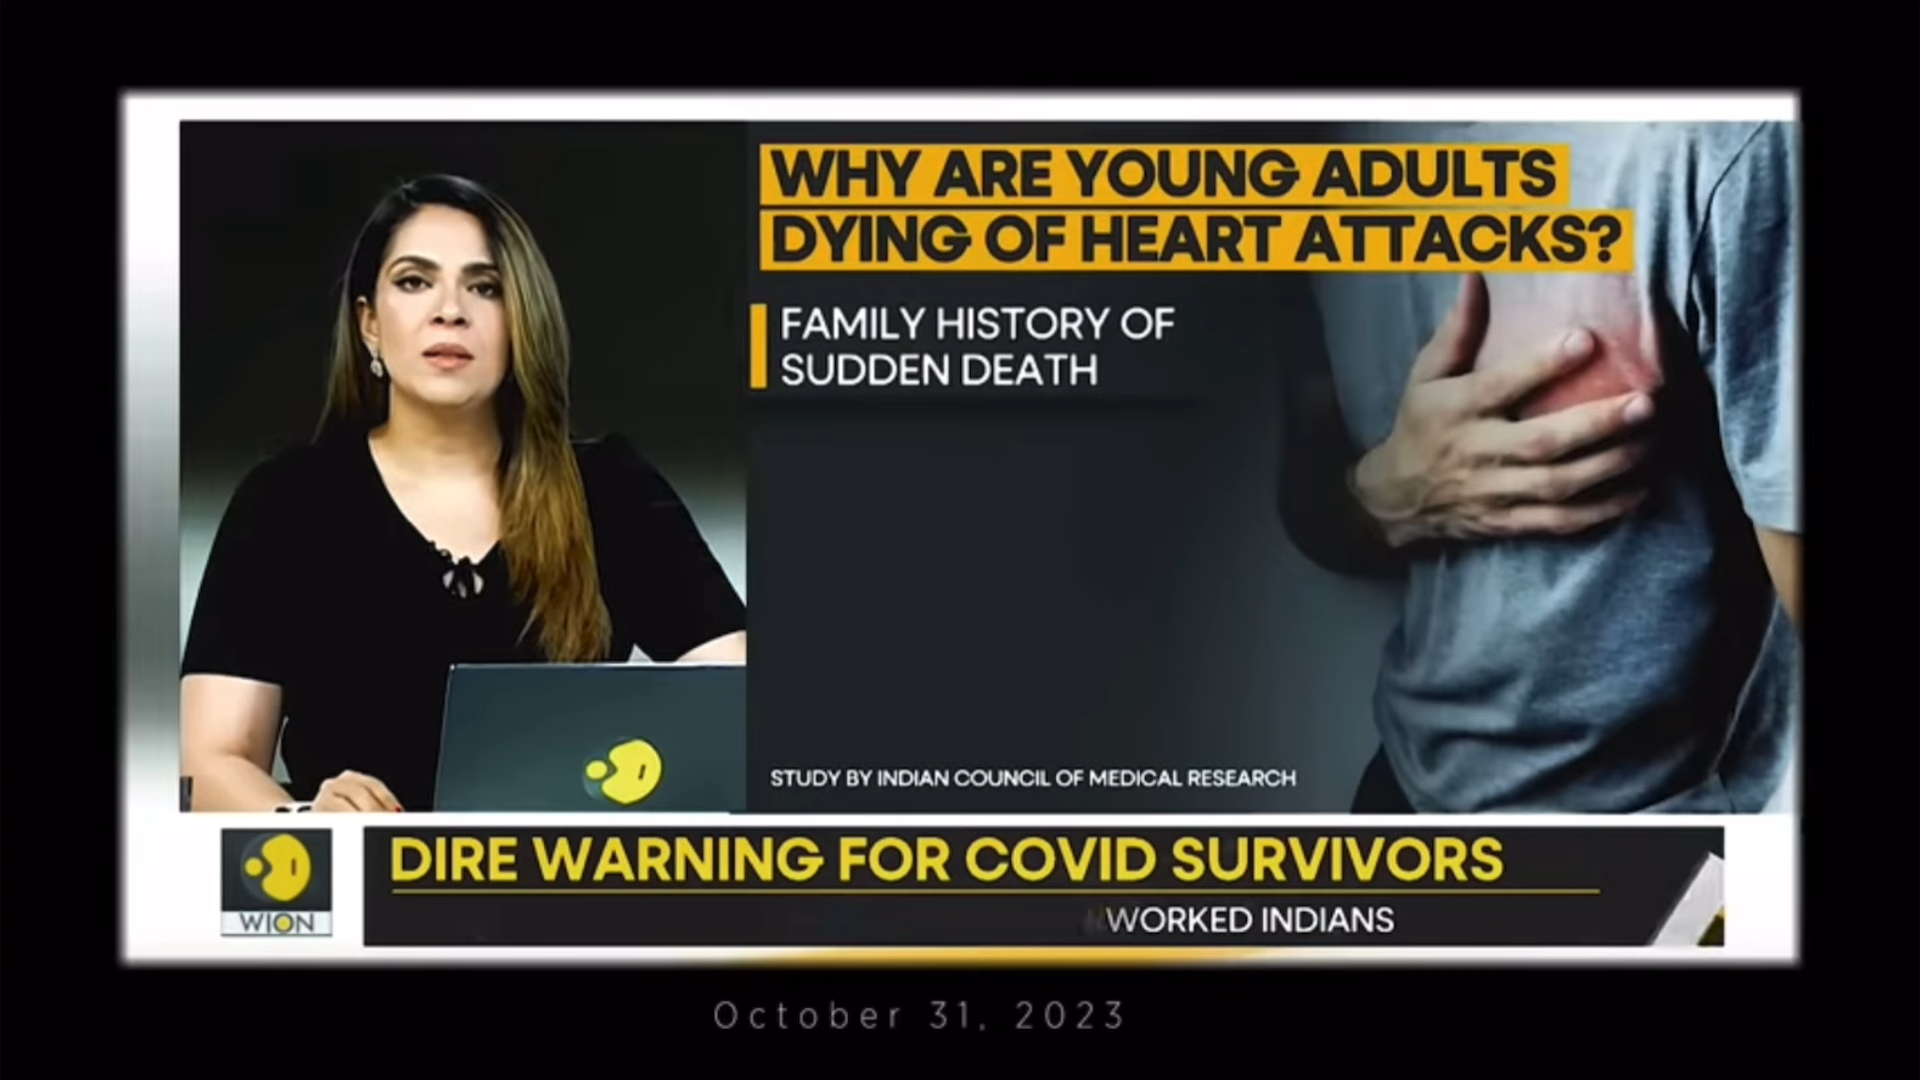 WHY ARE YOUNG ADULTS
DYING OF HEART ATTACKS?
FAMILY HISTORY OF
SUDDEN DEATH
STUDY BY INDIAN COUNCIL OF MEDICAL RESEARCH
DIRE WARNING FOR COVID SURVIVORS
WION
WORKED INDIANS
October 31, 2023